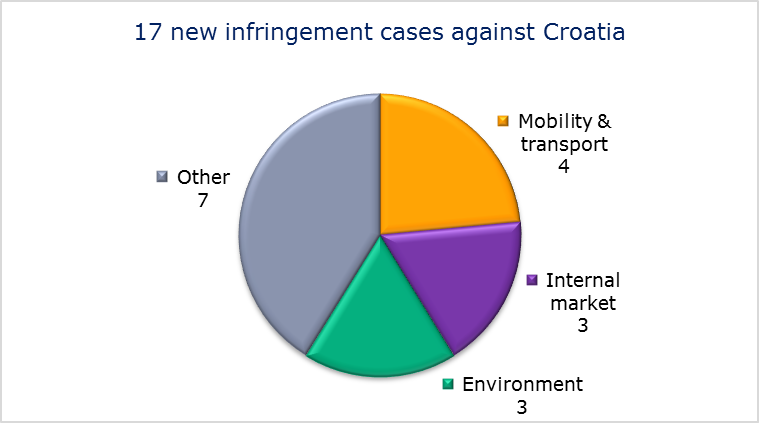 17 new infringement cases against Croatia
Mobility &
transport
4
Other
7
Internal
market
3
Environment
3